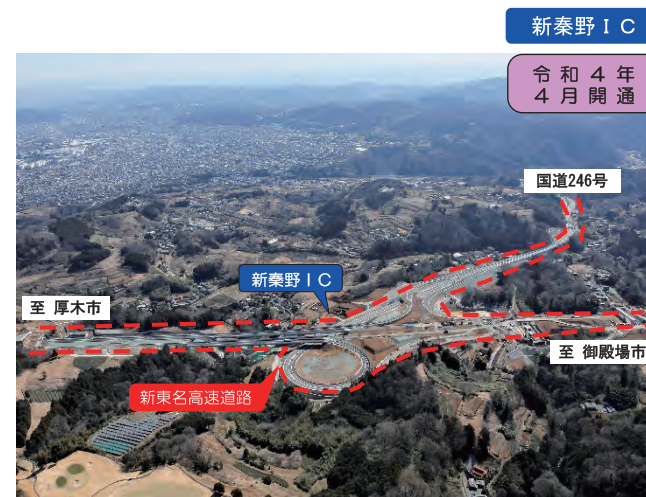 新秦野ＩＣ
令和４年
４月開通
国道246号
新秦野ＩＣ
至 厚木市
至 御殿場市
新東名高速道路